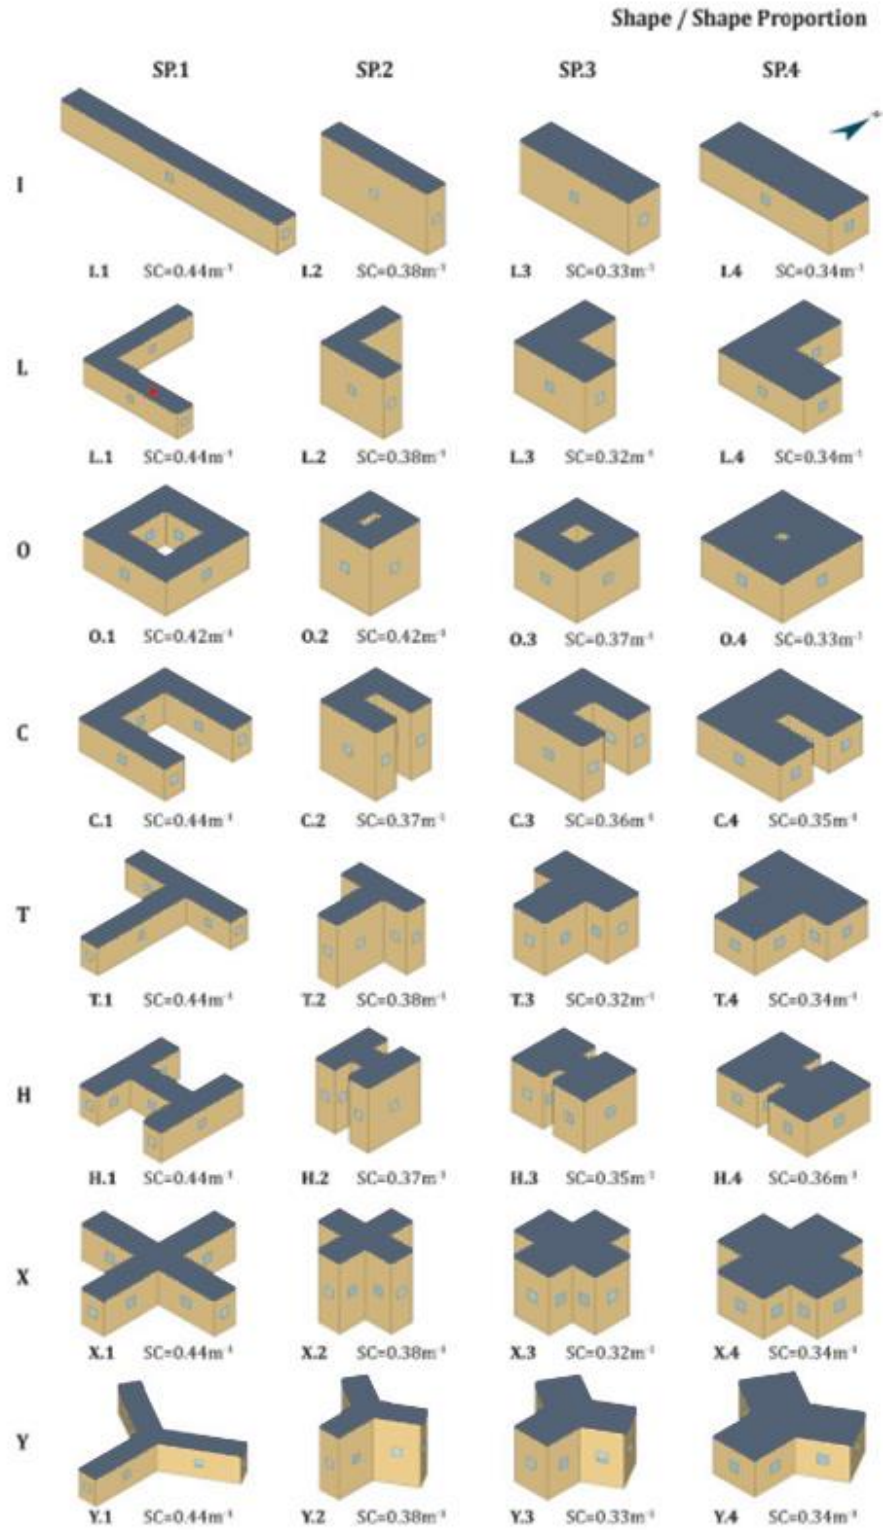 Shape / Shape Proportion
SP.1 SP.2 SP.3 SP.4
I
I.1 SC=0.44m⁻¹ I.2 SC=0.38m⁻¹ I.3 SC=0.33m⁻¹ I.4 SC=0.34m⁻¹
L
L.1 SC=0.44m⁻¹ L.2 SC=0.38m⁻¹ L.3 SC=0.32m⁻¹ L.4 SC=0.34m⁻¹
O
O.1 SC=0.42m⁻¹ O.2 SC=0.42m⁻¹ O.3 SC=0.37m⁻¹ O.4 SC=0.33m⁻¹
C
C.1 SC=0.44m⁻¹ C.2 SC=0.37m⁻¹ C.3 SC=0.36m⁻¹ C.4 SC=0.35m⁻¹
T
T.1 SC=0.44m⁻¹ T.2 SC=0.38m⁻¹ T.3 SC=0.32m⁻¹ T.4 SC=0.34m⁻¹
H
H.1 SC=0.44m⁻¹ H.2 SC=0.37m⁻¹ H.3 SC=0.35m⁻¹ H.4 SC=0.36m⁻¹
X
X.1 SC=0.44m⁻¹ X.2 SC=0.38m⁻¹ X.3 SC=0.32m⁻¹ X.4 SC=0.34m⁻¹
Y
Y.1 SC=0.44m⁻¹ Y.2 SC=0.38m⁻¹ Y.3 SC=0.33m⁻¹ Y.4 SC=0.34m⁻¹